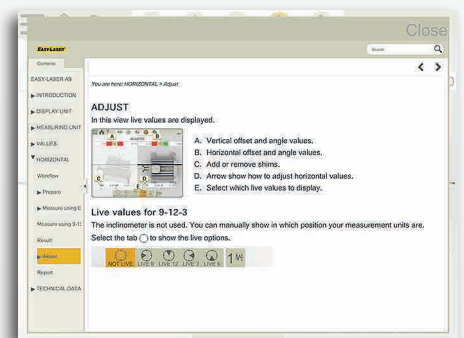 Close
EASY-LASER®
Search
Contents
EASY-LASER AB
▶ INTRODUCTION
▶ DISPLAY UNIT
▶ MEASURING UNIT
▶ VALUES
▼ HORIZONTAL
Workflow
▶ Prepare
▶ Measure using E
Measure using 9-1
Result
▶ Adjust
Report
▶ TECHNICAL DATA
You are here: HORIZONTAL > Adjust
ADJUST
In this view live values are displayed.
A. Vertical offset and angle values.
B. Horizontal offset and angle values.
C. Add or remove shims.
D. Arrow show how to adjust horizontal values.
E. Select which live values to display.
Live values for 9-12-3
The inclinometer is not used. You can manually show in which position your measurement units are.
Select the tab to show the live options.
NOT LIVE LIVE 9 LIVE 12 LIVE 3 LIVE 6